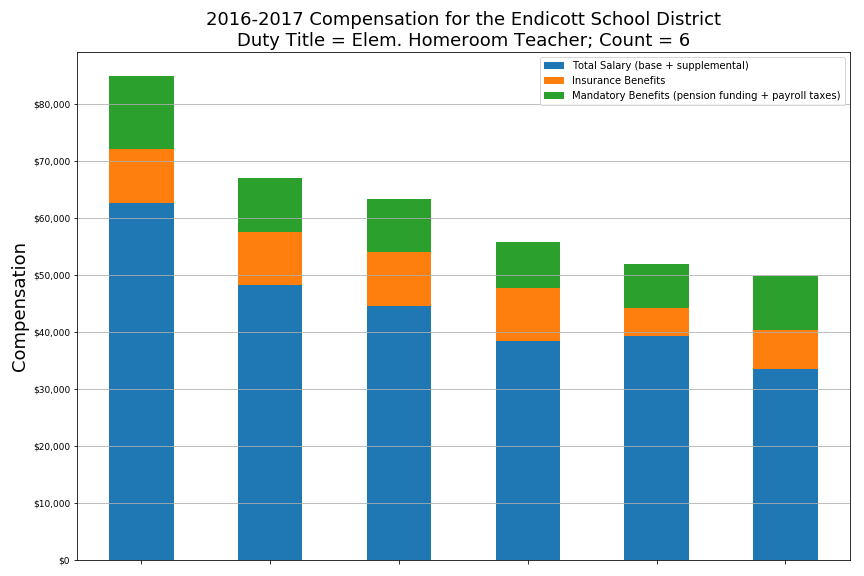 2016-2017 Compensation for the Endicott School District
Duty Title = Elem. Homeroom Teacher; Count = 6
Total Salary (base + supplemental)
Insurance Benefits
Mandatory Benefits (pension funding + payroll taxes)
Compensation
$80,000
$70,000
$60,000
$50,000
$40,000
$30,000
$20,000
$10,000
$0